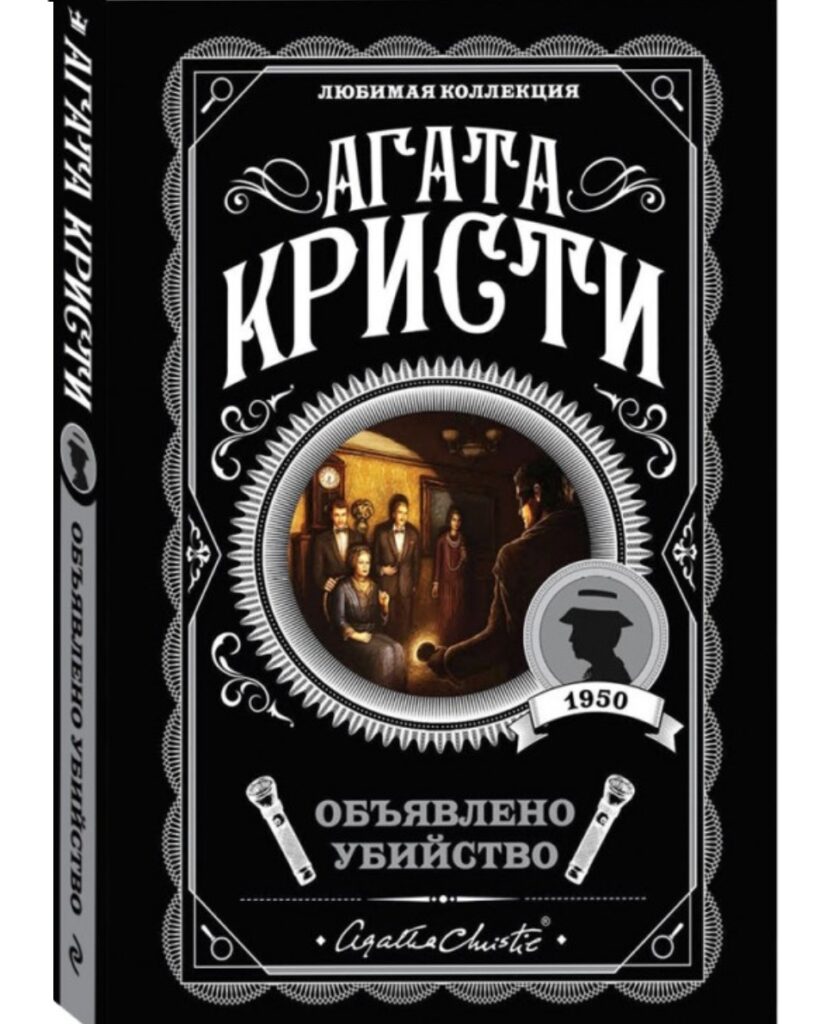 АГАТА КРИСТИ
ОБЪЯВЛЕНО УБИЙСТВО
ЛЮБИМАЯ КОЛЛЕКЦИЯ
АГАТА
КРИСТИ
1950
ОБЪЯВЛЕНО
УБИЙСТВО
Agatha Christie®